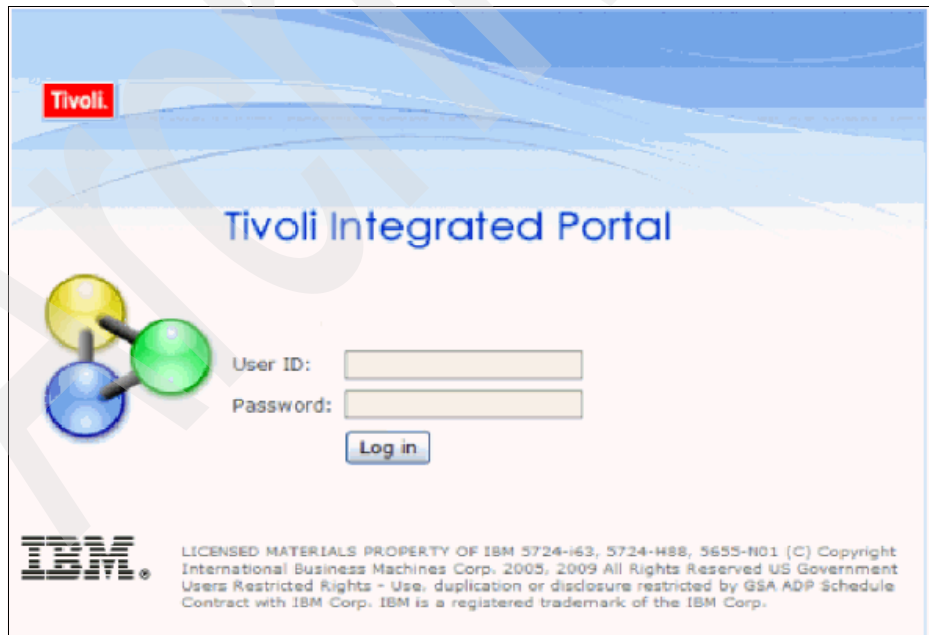 Tivoli.
Tivoli Integrated Portal
User ID:
Password:
Log in
IBM.®
LICENSED MATERIALS PROPERTY OF IBM 5724-i63, 5724-H88, 5655-N01 (C) Copyright
International Business Machines Corp. 2005, 2009 All Rights Reserved US Government
Users Restricted Rights - Use, duplication or disclosure restricted by GSA ADP Schedule
Contract with IBM Corp. IBM is a registered trademark of the IBM Corp.